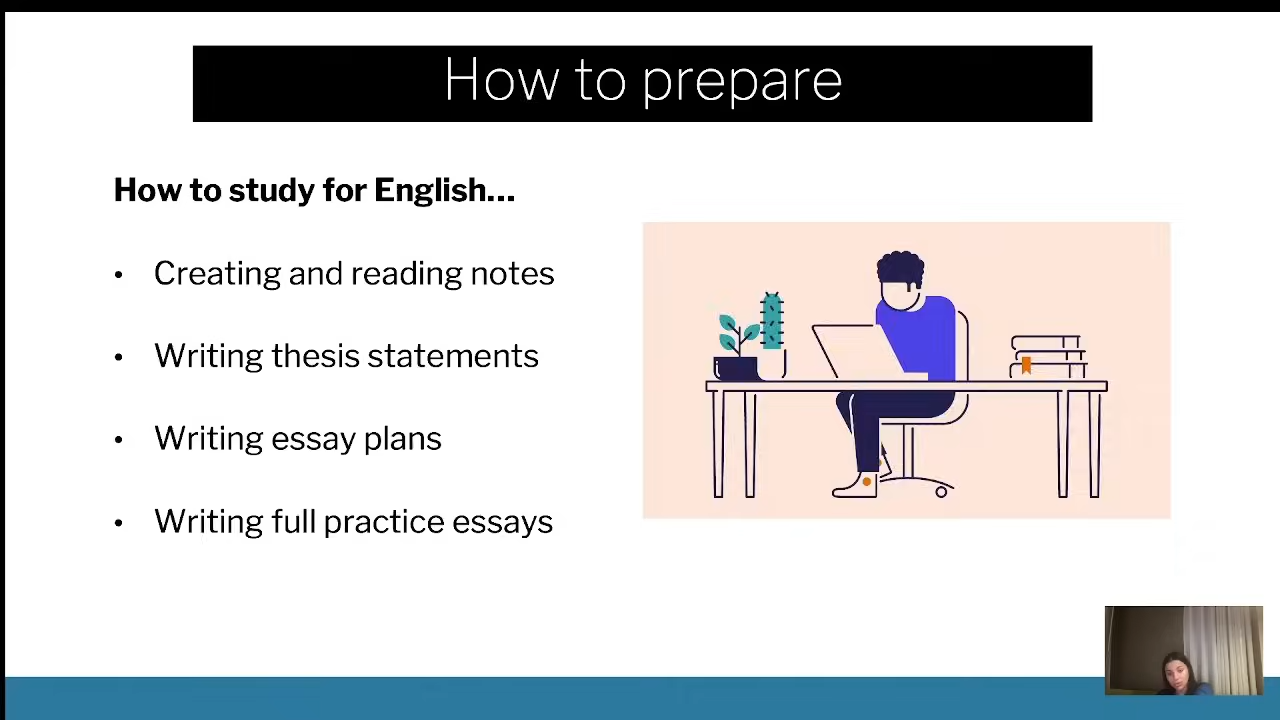 How to prepare
How to study for English...
• Creating and reading notes
• Writing thesis statements
• Writing essay plans
• Writing full practice essays